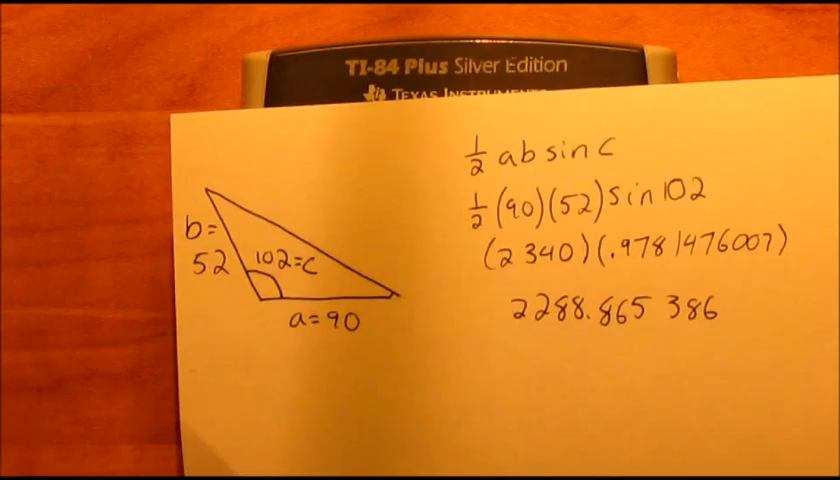 TI-84 Plus Silver Edition
TEXAS INSTRUMENTS
1/2 ab sin C
1/2 (90)(52) sin 102
(2340)(.9781476007)
2288.865386
b=
52
102=C
a=90